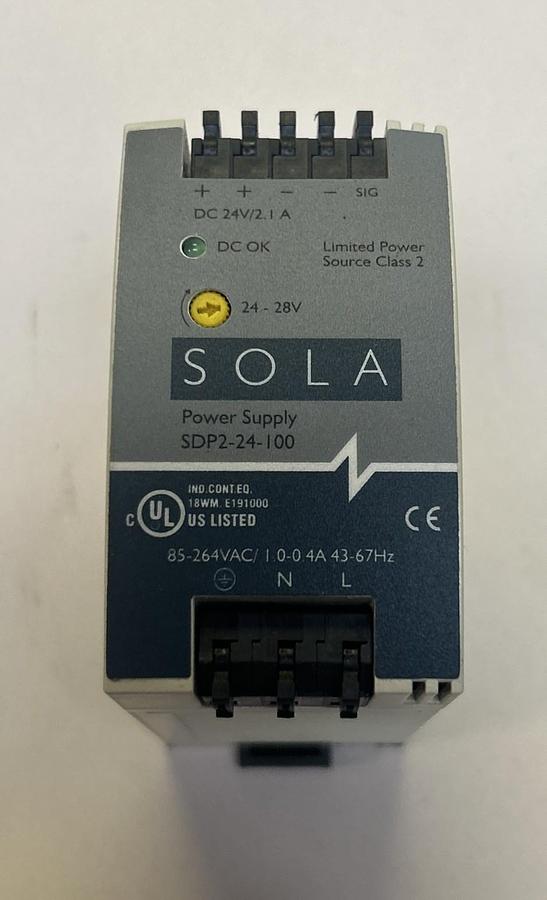 + + − − SIG
DC 24V/2.1 A
DC OK
Limited Power
Source Class 2
24 - 28V
SOLA
Power Supply
SDP2-24-100
IND.CONT.EQ.
18WM. E191000
C UL US LISTED
CE
85-264VAC/ 1.0-0.4A 43-67Hz
N L